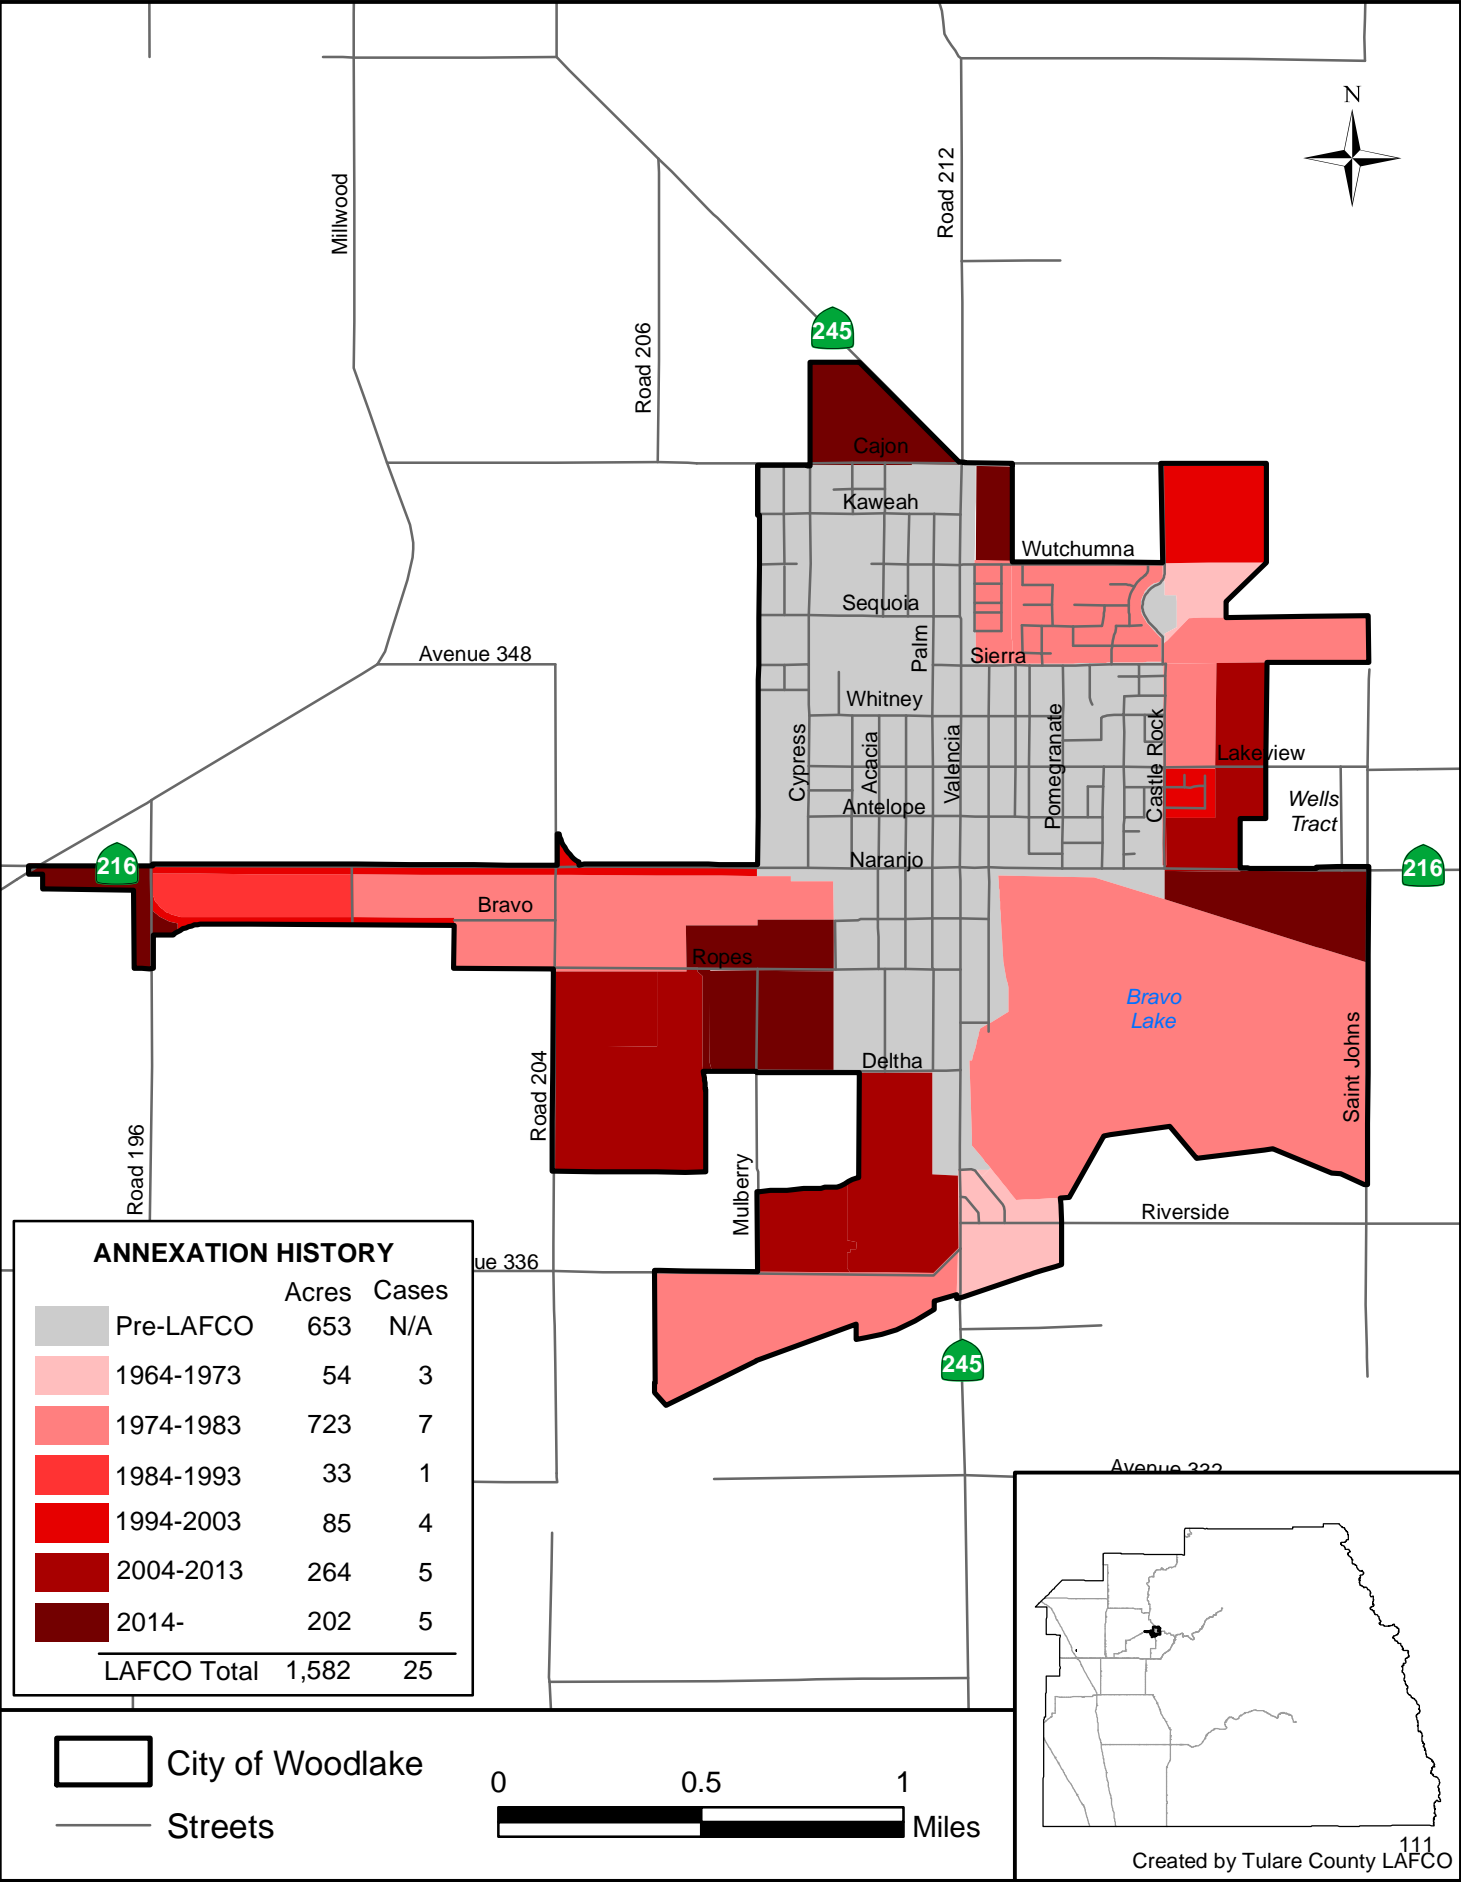 N
Millwood
Road 212
245
Road 206
Cajon
Kaweah
Wutchumna
Sequoia
Palm
Sierra
Avenue 348
Whitney
Cypress
Acacia
Valencia
Pomegranate
Castle Rock
Lakeview
Antelope
Wells
Tract
Naranjo
216
216
Bravo
Ropes
Bravo
Lake
Saint Johns
Deltha
Road 204
Road 196
Mulberry
Riverside
ue 336
245
Avenue 332
ANNEXATION HISTORY
Acres Cases
Pre-LAFCO 653 N/A
1964-1973 54 3
1974-1983 723 7
1984-1993 33 1
1994-2003 85 4
2004-2013 264 5
2014- 202 5
LAFCO Total 1,582 25
City of Woodlake
Streets
0 0.5 1
Miles
111
Created by Tulare County LAFCO